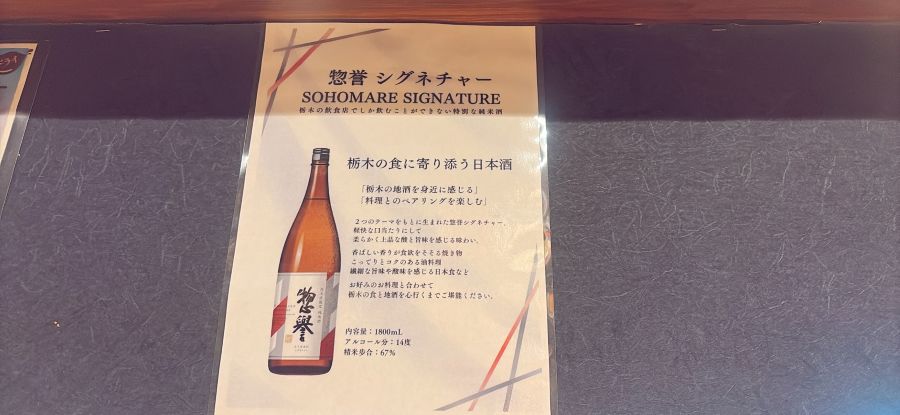 惣誉 シグネチャー
SOHOMARE SIGNATURE
栃木の飲食店でしか飲むことができない特別な純米酒
栃木の食に寄り添う日本酒
「栃木の地酒を身近に感じる」
「料理とのペアリングを楽しむ」
2つのテーマをもとに生まれた惣誉シグネチャー。
軽快な口当たりにして
柔らかく上品な酸と旨味を感じる味わい。
香ばしい香りが食欲をそそる焼き物
こってりとコクのある油料理
繊細な旨味や酸味を感じる日本食など
お好みのお料理と合わせて
栃木の食と地酒を心行くまでご堪能ください。
惣譽
内容量：1800mL
アルコール分：14度
精米歩合：67%